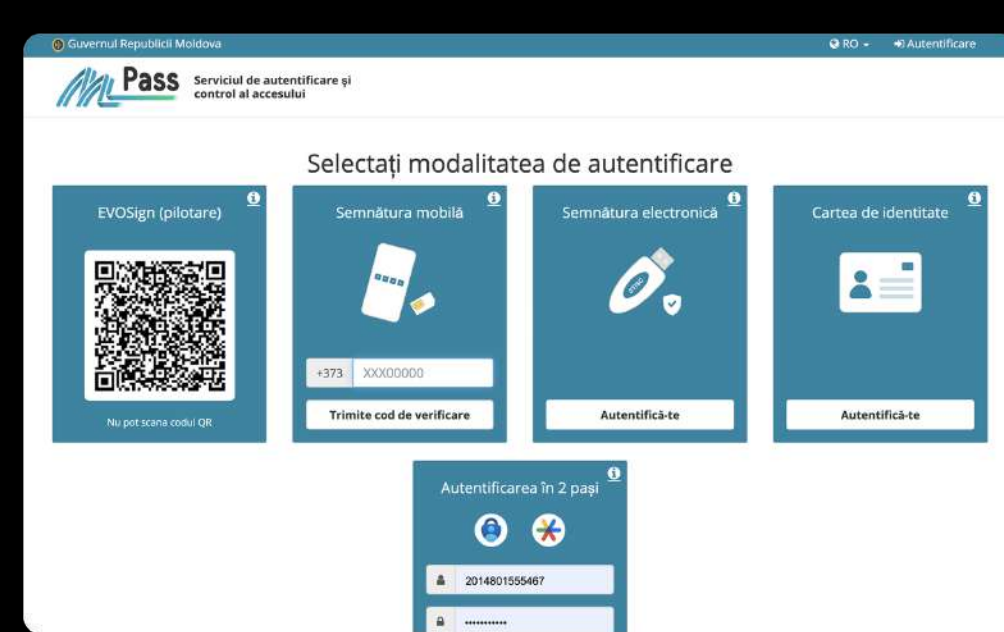 Guvernul Republicii Moldova
RO
Autentificare
Pass
Serviciul de autentificare și
control al accesului
Selectați modalitatea de autentificare
EVOSign (pilotare)
Nu pot scana codul QR
Semnătura mobilă
+373 XXX00000
Trimite cod de verificare
Semnătura electronică
STISC
Autentifică-te
Cartea de identitate
Autentifică-te
Autentificarea în 2 pași
2014801555467
•••••••••••